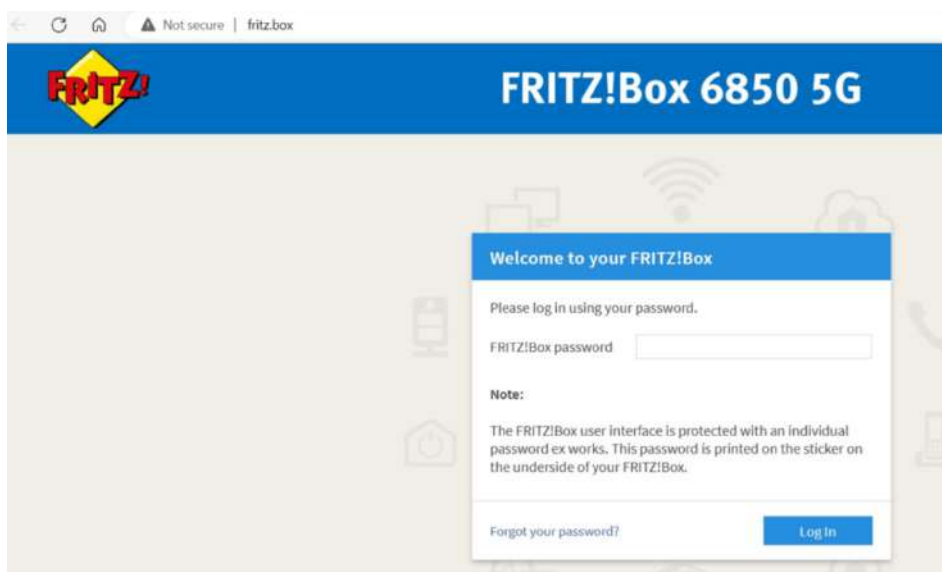 Not secure | fritz.box
FRITZ!
FRITZ!Box 6850 5G
Welcome to your FRITZ!Box
Please log in using your password.
FRITZ!Box password
Note:
The FRITZ!Box user interface is protected with an individual
password ex works. This password is printed on the sticker on
the underside of your FRITZ!Box.
Forgot your password?
Log In